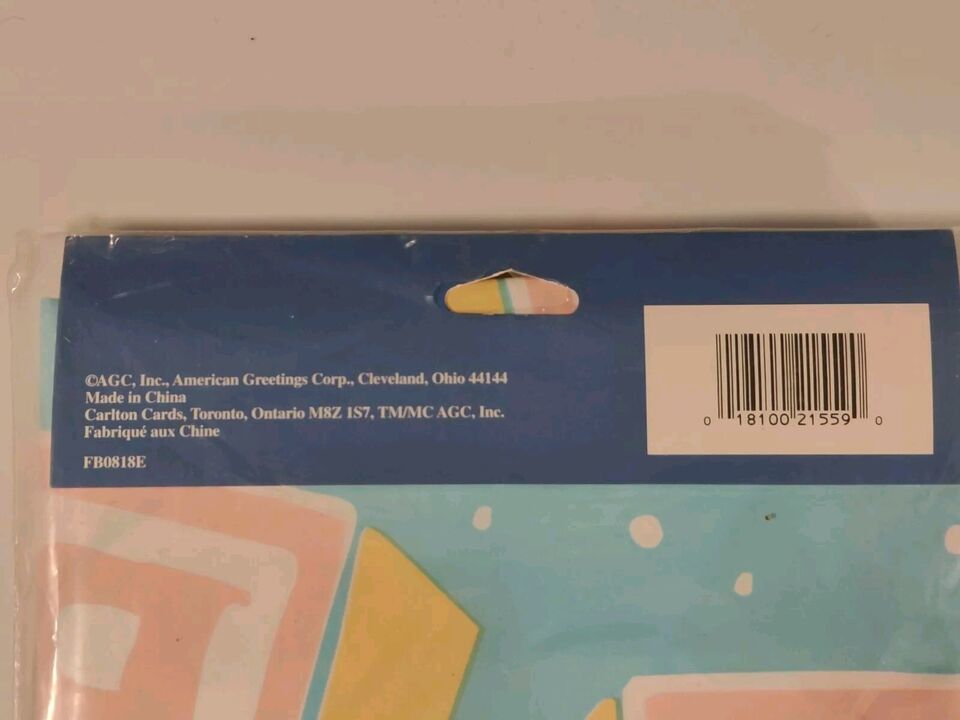 ©AGC, Inc., American Greetings Corp., Cleveland, Ohio 44144
Made in China
Carlton Cards, Toronto, Ontario M8Z 1S7, TM/MC AGC, Inc.
Fabriqué aux Chine
FB0818E
0 18100 21559 0